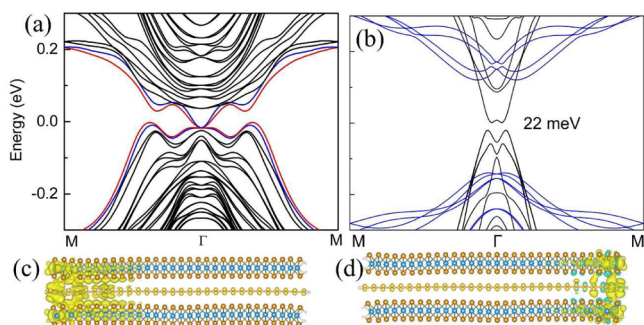 (a)
(b)
Energy (eV)
0.2
0.0
-0.2
22 meV
M
Γ
M
M
Γ
M
(c)
(d)